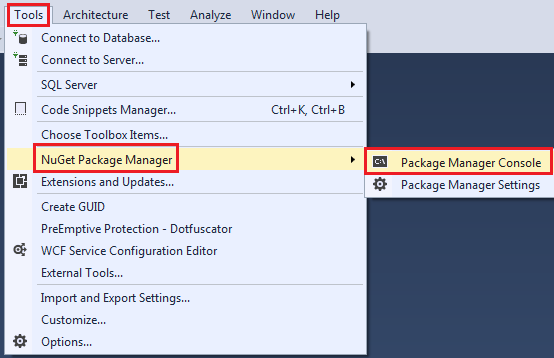 Tools Architecture Test Analyze Window Help
Connect to Database...
Connect to Server...
SQL Server
Code Snippets Manager... Ctrl+K, Ctrl+B
Choose Toolbox Items...
NuGet Package Manager
Extensions and Updates...
Create GUID
PreEmptive Protection - Dotfuscator
WCF Service Configuration Editor
External Tools...
Import and Export Settings...
Customize...
Options...
C:\ Package Manager Console
Package Manager Settings